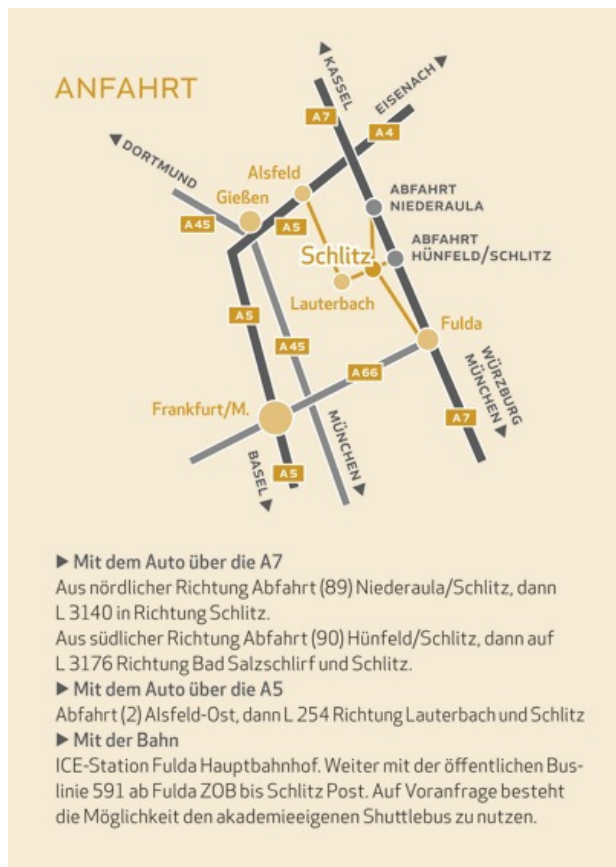 ANFAHRT
KASSEL
EISENACH
A7
A4
DORTMUND
Alsfeld
Gießen
ABFAHRT
NIEDERAULA
A45
A5
Schlitz
ABFAHRT
HÜNFELD/SCHLITZ
Lauterbach
A5
Fulda
A45
A66
WÜRZBURG
MÜNCHEN
Frankfurt/M.
A7
MÜNCHEN
BASEL
A5
▶ Mit dem Auto über die A7
Aus nördlicher Richtung Abfahrt (89) Niederaula/Schlitz, dann
L 3140 in Richtung Schlitz.
Aus südlicher Richtung Abfahrt (90) Hünfeld/Schlitz, dann auf
L 3176 Richtung Bad Salzschlirf und Schlitz.
▶ Mit dem Auto über die A5
Abfahrt (2) Alsfeld-Ost, dann L 254 Richtung Lauterbach und Schlitz
▶ Mit der Bahn
ICE-Station Fulda Hauptbahnhof. Weiter mit der öffentlichen Bus-
linie 591 ab Fulda ZOB bis Schlitz Post. Auf Voranfrage besteht
die Möglichkeit den akademieeigenen Shuttlebus zu nutzen.